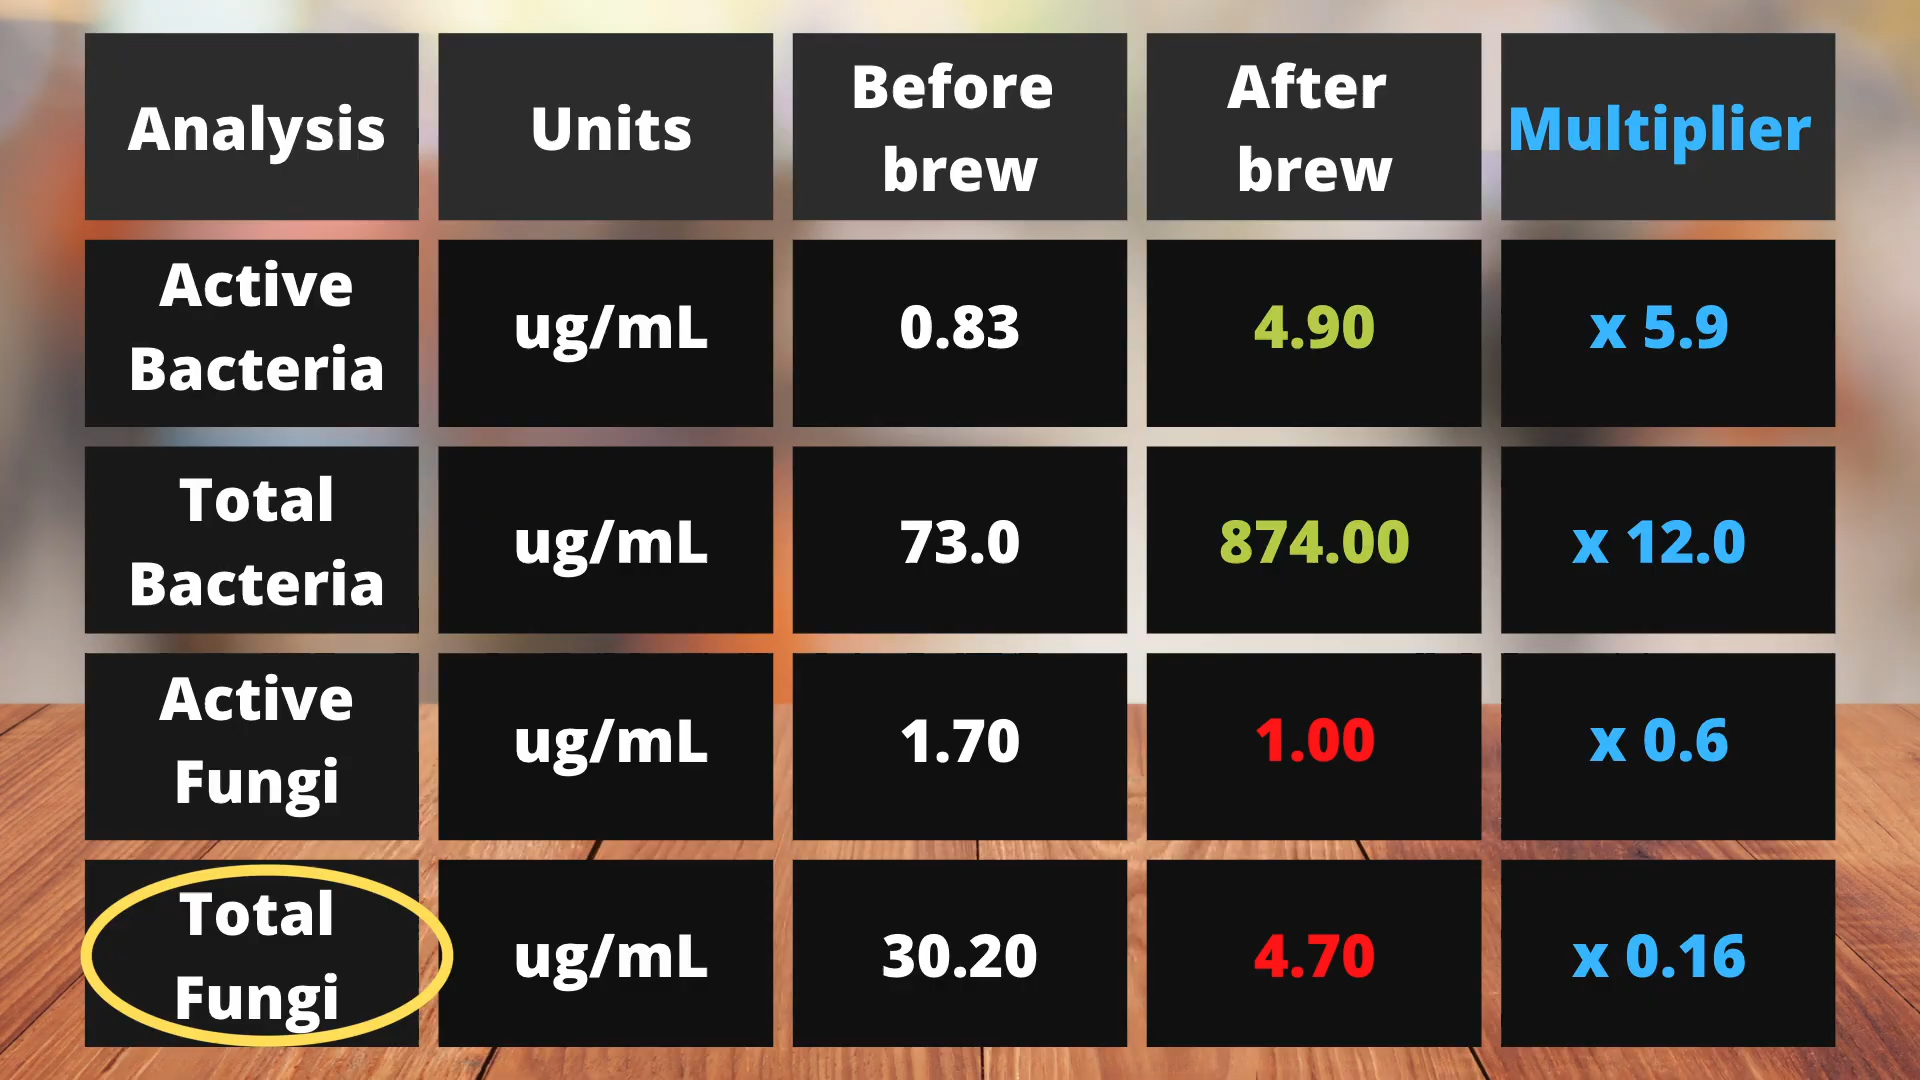 Analysis Units Before brew After brew Multiplier
Active Bacteria ug/mL 0.83 4.90 x 5.9
Total Bacteria ug/mL 73.0 874.00 x 12.0
Active Fungi ug/mL 1.70 1.00 x 0.6
Total Fungi ug/mL 30.20 4.70 x 0.16